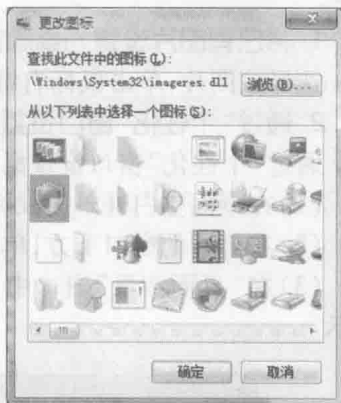 更改图标
查找此文件中的图标(L):
\Windows\System32\imageres.dll
浏览(B)...
从以下列表中选择一个图标(S):
确定
取消